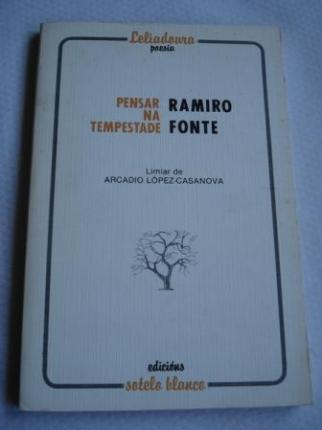 Leliadoura
poesía
PENSAR
NA
TEMPESTADE
RAMIRO
FONTE
Limiar de
ARCADIO LÓPEZ-CASANOVA
edicións
sotelo blanco